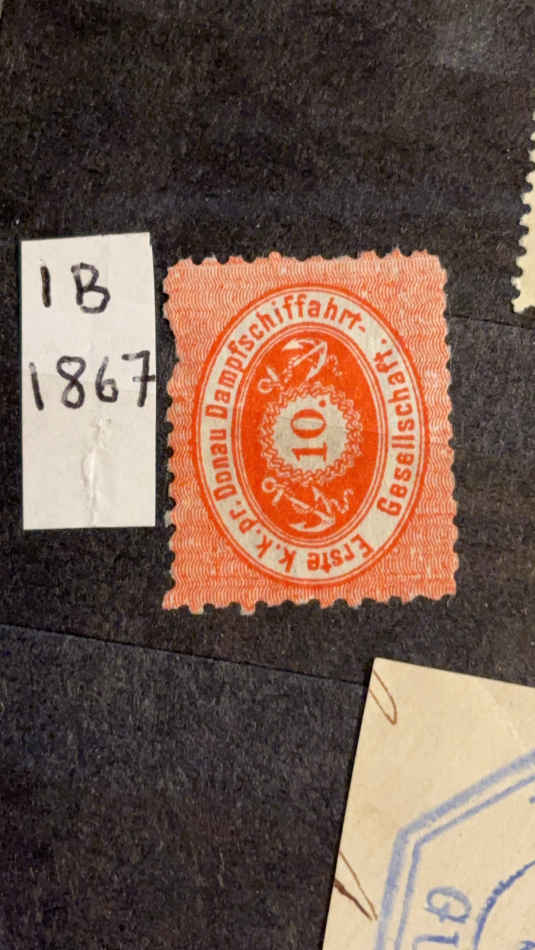 1B
1867
Erste k. k. pr. Donau Dampfschiffahrt-
Gesellschaft.
10.